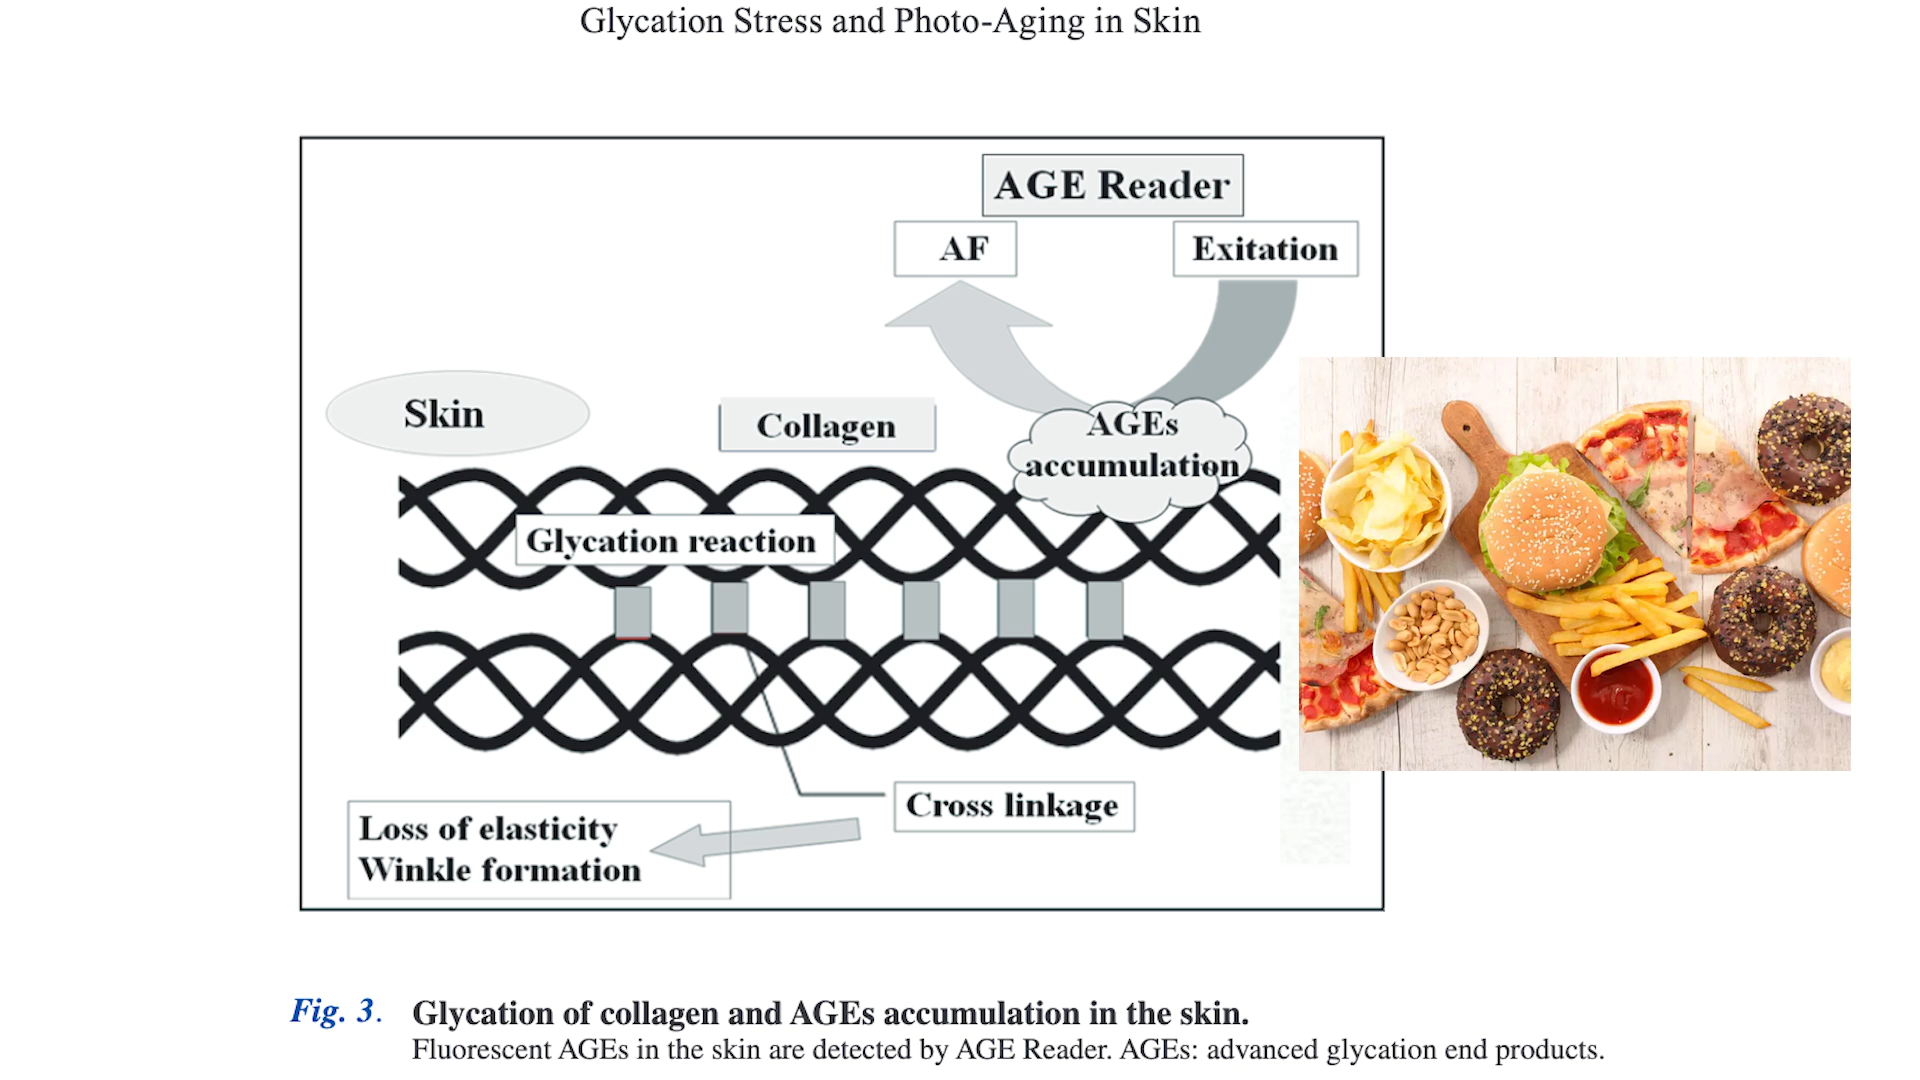 Glycation Stress and Photo-Aging in Skin
AGE Reader
AF
Exitation
Skin
Collagen
AGEs
accumulation
Glycation reaction
Cross linkage
Loss of elasticity
Winkle formation
Fig. 3. Glycation of collagen and AGEs accumulation in the skin.
Fluorescent AGEs in the skin are detected by AGE Reader. AGEs: advanced glycation end products.